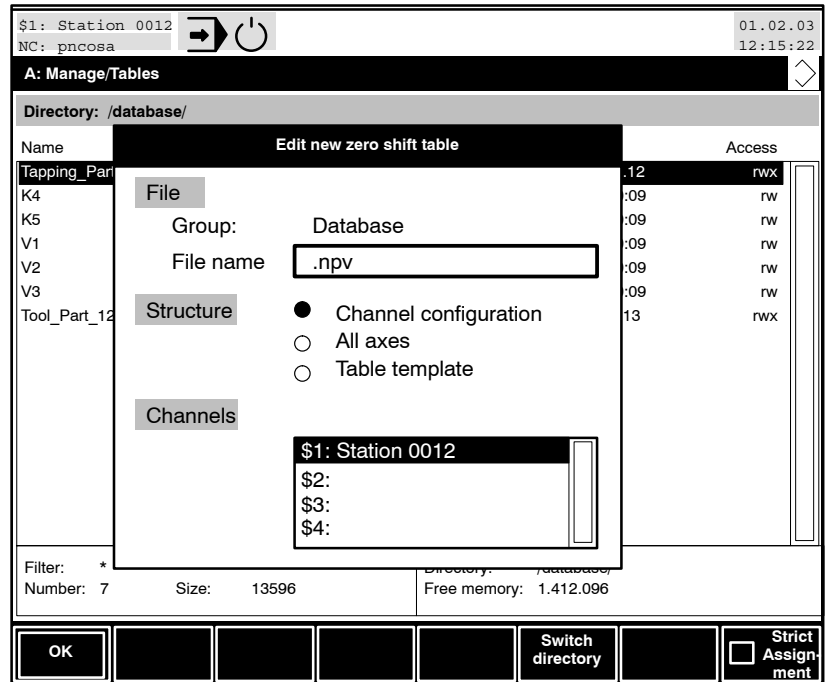 $1: Station 0012
NC: pncosa
01.02.03
12:15:22
A: Manage/Tables
Directory: /database/
Name
Access
Tapping_Part
.12 rwx
K4 :09 rw
K5 :09 rw
V1 :09 rw
V2 :09 rw
V3 :09 rw
Tool_Part_12 13 rwx
Edit new zero shift table
File
Group: Database
File name .npv
Structure
Channel configuration
All axes
Table template
Channels
$1: Station 0012
$2:
$3:
$4:
Filter: *
Number: 7 Size: 13596
Directory: /database/
Free memory: 1.412.096
OK
Switch
directory
Strict
Assign-
ment